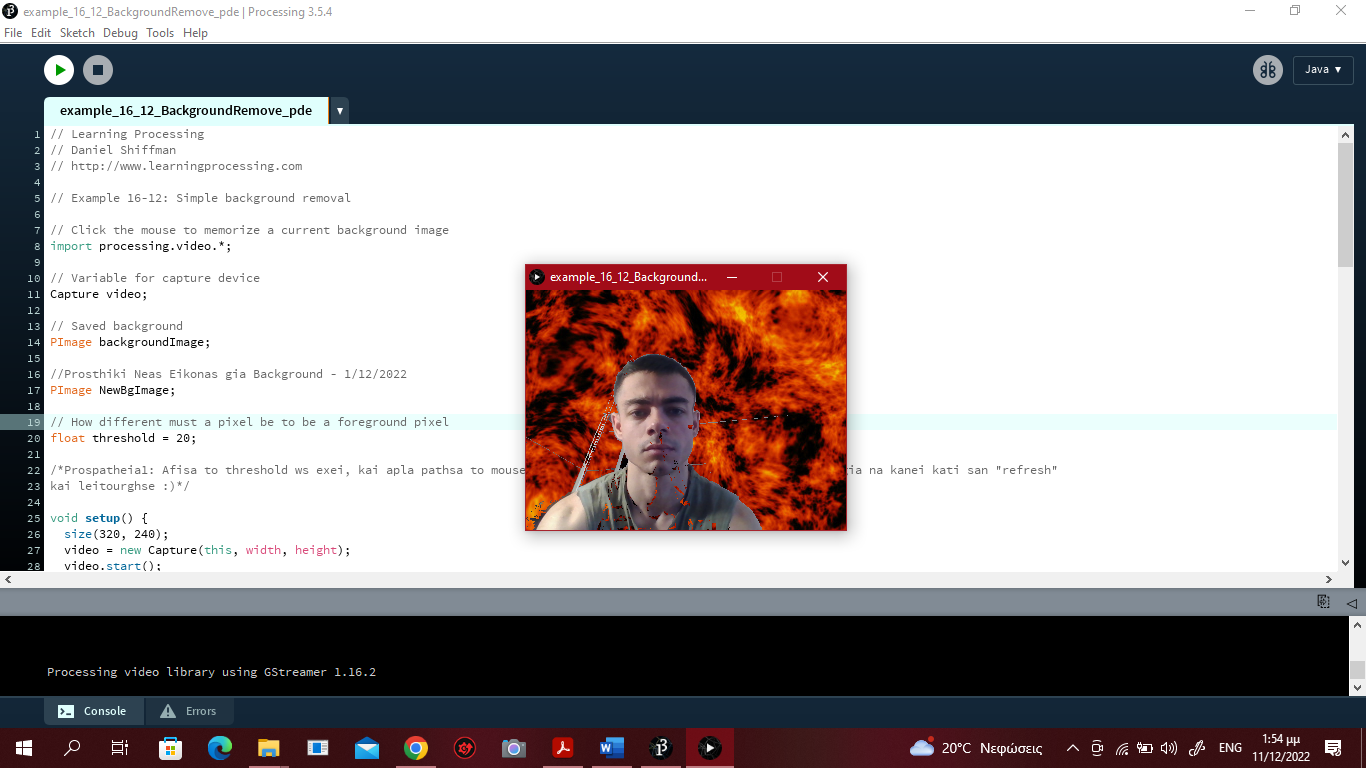 example_16_12_BackgroundRemove_pde | Processing 3.5.4
File Edit Sketch Debug Tools Help
Java ▼
example_16_12_BackgroundRemove_pde ▼
1 // Learning Processing
2 // Daniel Shiffman
3 // http://www.learningprocessing.com
4
5 // Example 16-12: Simple background removal
6
7 // Click the mouse to memorize a current background image
8 import processing.video.*;
9
10 // Variable for capture device
11 Capture video;
12
13 // Saved background
14 PImage backgroundImage;
15
16 //Prosthiki Neas Eikonas gia Background - 1/12/2022
17 PImage NewBgImage;
18
19 // How different must a pixel be to be a foreground pixel
20 float threshold = 20;
21
22 /*Prospatheia1: Afisa to threshold ws exei, kai apla pathsa to mouse na kanei kati san "refresh"
23 kai leitourghse :)*/
24
25 void setup() {
26 size(320, 240);
27 video = new Capture(this, width, height);
28 video.start();
example_16_12_Background...
Processing video library using GStreamer 1.16.2
Console
Errors
20°C Νεφώσεις
ENG
1:54 μμ
11/12/2022